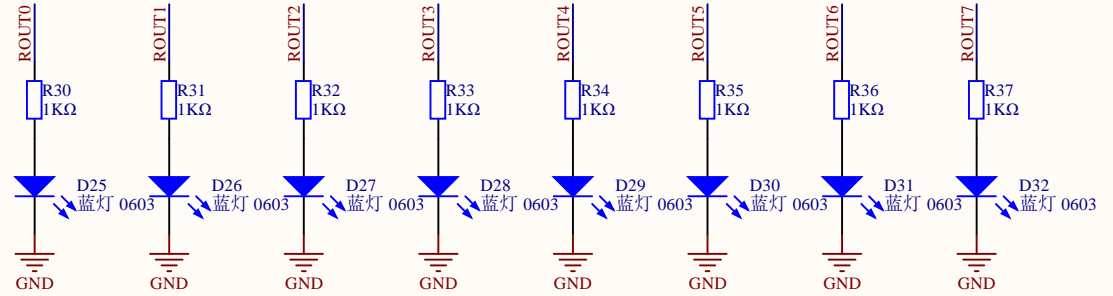 ROUT0 ROUT1 ROUT2 ROUT3 ROUT4 ROUT5 ROUT6 ROUT7
R30 R31 R32 R33 R34 R35 R36 R37
1KΩ 1KΩ 1KΩ 1KΩ 1KΩ 1KΩ 1KΩ 1KΩ
D25 D26 D27 D28 D29 D30 D31 D32
蓝灯 0603 蓝灯 0603 蓝灯 0603 蓝灯 0603 蓝灯 0603 蓝灯 0603 蓝灯 0603 蓝灯 0603
GND GND GND GND GND GND GND GND